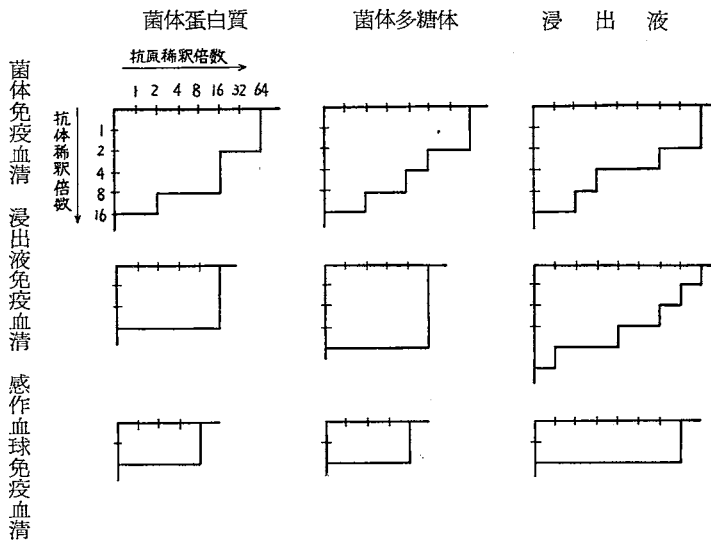 菌体蛋白質
菌体多糖体
浸出液
抗原稀釈倍数
1 2 4 8 16 32 64
抗体稀釈倍数
1
2
4
8
16
菌体免疫血清
浸出液免疫血清
感作血球免疫血清